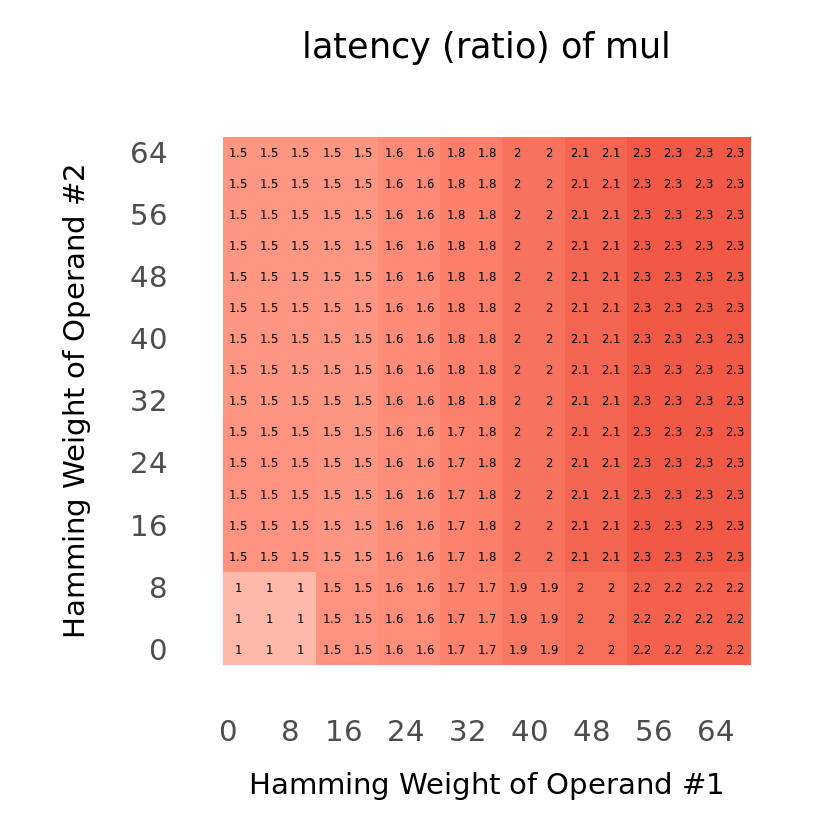 latency (ratio) of mul
Hamming Weight of Operand #2
64 1.5 1.5 1.5 1.5 1.5 1.6 1.6 1.8 1.8 2 2 2.1 2.1 2.3 2.3 2.3 2.3
1.5 1.5 1.5 1.5 1.5 1.6 1.6 1.8 1.8 2 2 2.1 2.1 2.3 2.3 2.3 2.3
56 1.5 1.5 1.5 1.5 1.5 1.6 1.6 1.8 1.8 2 2 2.1 2.1 2.3 2.3 2.3 2.3
1.5 1.5 1.5 1.5 1.5 1.6 1.6 1.8 1.8 2 2 2.1 2.1 2.3 2.3 2.3 2.3
48 1.5 1.5 1.5 1.5 1.5 1.6 1.6 1.8 1.8 2 2 2.1 2.1 2.3 2.3 2.3 2.3
1.5 1.5 1.5 1.5 1.5 1.6 1.6 1.8 1.8 2 2 2.1 2.1 2.3 2.3 2.3 2.3
40 1.5 1.5 1.5 1.5 1.5 1.6 1.6 1.8 1.8 2 2 2.1 2.1 2.3 2.3 2.3 2.3
1.5 1.5 1.5 1.5 1.5 1.6 1.6 1.8 1.8 2 2 2.1 2.1 2.3 2.3 2.3 2.3
32 1.5 1.5 1.5 1.5 1.5 1.6 1.6 1.8 1.8 2 2 2.1 2.1 2.3 2.3 2.3 2.3
1.5 1.5 1.5 1.5 1.5 1.6 1.6 1.7 1.8 2 2 2.1 2.1 2.3 2.3 2.3 2.3
24 1.5 1.5 1.5 1.5 1.5 1.6 1.6 1.7 1.8 2 2 2.1 2.1 2.3 2.3 2.3 2.3
1.5 1.5 1.5 1.5 1.5 1.6 1.6 1.7 1.8 2 2 2.1 2.1 2.3 2.3 2.3 2.3
16 1.5 1.5 1.5 1.5 1.5 1.6 1.6 1.7 1.8 2 2 2.1 2.1 2.3 2.3 2.3 2.3
1.5 1.5 1.5 1.5 1.5 1.6 1.6 1.7 1.8 2 2 2.1 2.1 2.3 2.3 2.3 2.3
8 1 1 1 1.5 1.5 1.6 1.6 1.7 1.7 1.9 1.9 2 2 2.2 2.2 2.2 2.2
1 1 1 1.5 1.5 1.6 1.6 1.7 1.7 1.9 1.9 2 2 2.2 2.2 2.2 2.2
0 1 1 1 1.5 1.5 1.6 1.6 1.7 1.7 1.9 1.9 2 2 2.2 2.2 2.2 2.2
0 8 16 24 32 40 48 56 64
Hamming Weight of Operand #1